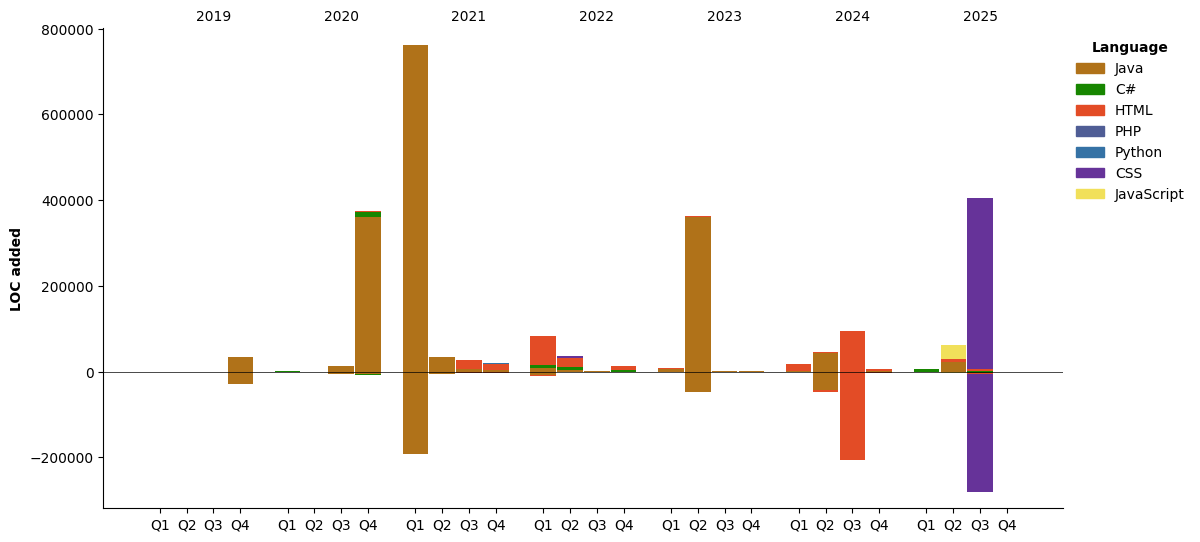 2019 2020 2021 2022 2023 2024 2025
800000
600000
400000
200000
0
−200000
LOC added
Q1 Q2 Q3 Q4 Q1 Q2 Q3 Q4 Q1 Q2 Q3 Q4 Q1 Q2 Q3 Q4 Q1 Q2 Q3 Q4 Q1 Q2 Q3 Q4 Q1 Q2 Q3 Q4
Language
Java
C#
HTML
PHP
Python
CSS
JavaScript